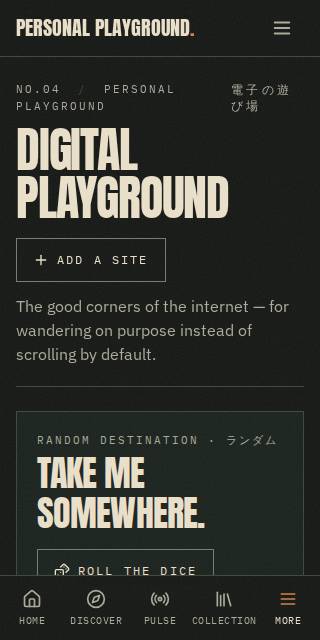 PERSONAL PLAYGROUND.
NO.04 / PERSONAL
PLAYGROUND
電子の遊
び場
DIGITAL
PLAYGROUND
+ ADD A SITE
The good corners of the internet — for
wandering on purpose instead of
scrolling by default.
RANDOM DESTINATION · ランダム
TAKE ME
SOMEWHERE.
ROLL THE DICE
HOME DISCOVER PULSE COLLECTION MORE